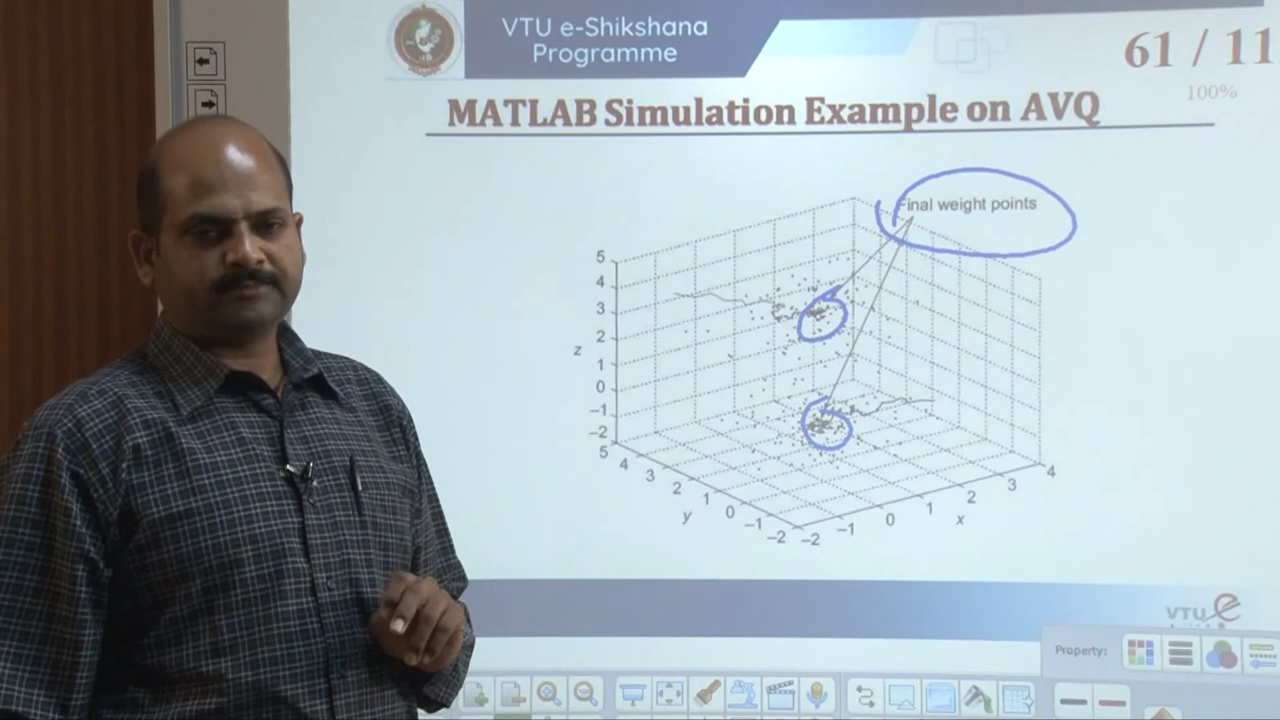 VTU e-Shikshana
Programme
61 / 11
100%
MATLAB Simulation Example on AVQ
Final weight points
5
4
3
2
1
0
−1
−2
z
5
4
3
2
1
0
−1
−2
y
−2
−1
0
1
2
3
4
x
VTU e
Property: